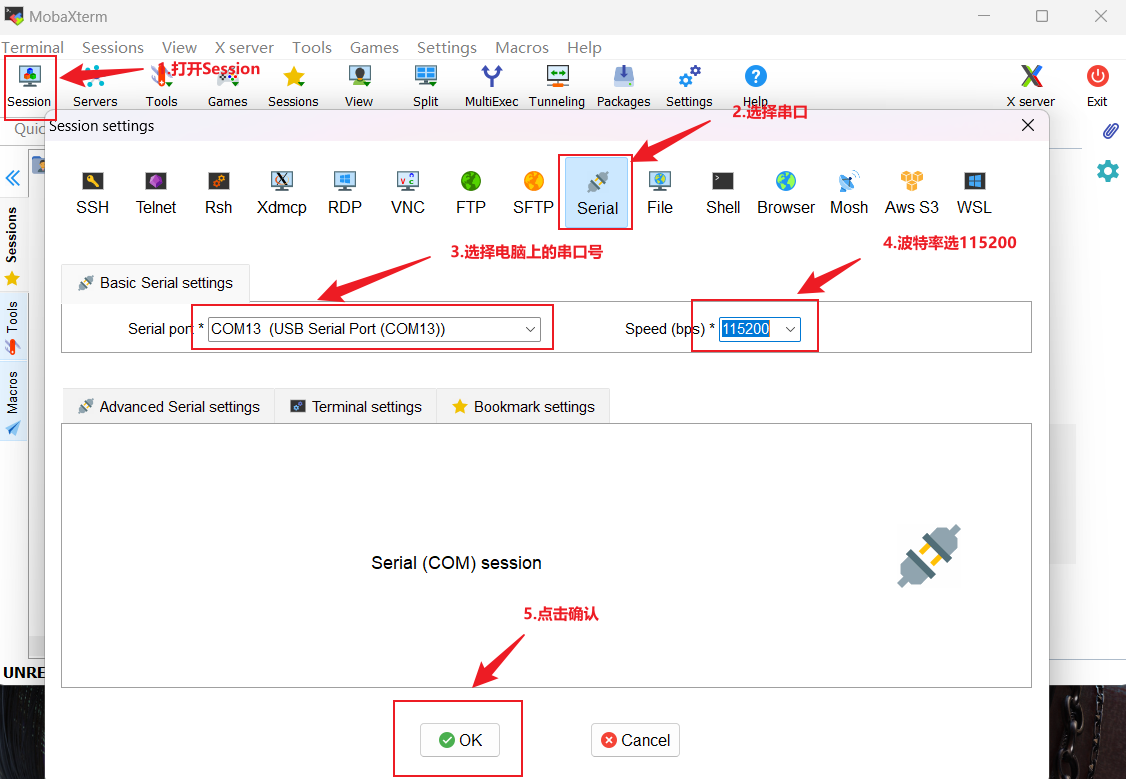 MobaXterm
Terminal Sessions View X server Tools Games Settings Macros Help
1.打开Session
Session Servers Tools Games Sessions View Split MultiExec Tunneling Packages Settings Help X server Exit
2.选择串口
Quic
Session settings
SSH Telnet Rsh Xdmcp RDP VNC FTP SFTP Serial File Shell Browser Mosh Aws S3 WSL
Sessions
Tools
Macros
3.选择电脑上的串口号
4.波特率选115200
Basic Serial settings
Serial port * COM13 (USB Serial Port (COM13)) Speed (bps) * 115200
Advanced Serial settings Terminal settings Bookmark settings
Serial (COM) session
5.点击确认
UNRE
OK Cancel